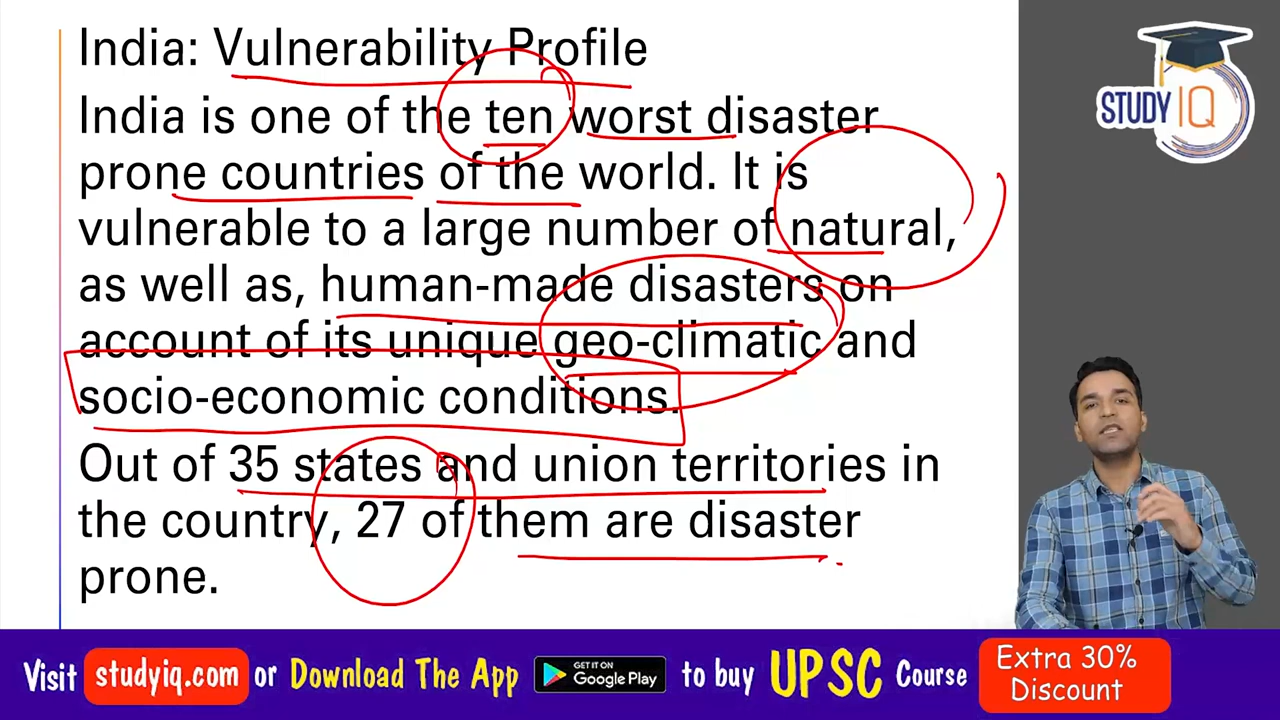 India: Vulnerability Profile
India is one of the ten worst disaster
prone countries of the world. It is
vulnerable to a large number of natural,
as well as, human-made disasters on
account of its unique geo-climatic and
socio-economic conditions.
Out of 35 states and union territories in
the country, 27 of them are disaster
prone.
STUDY IQ
Visit studyiq.com or Download The App GET IT ON Google Play to buy UPSC Course
Extra 30%
Discount